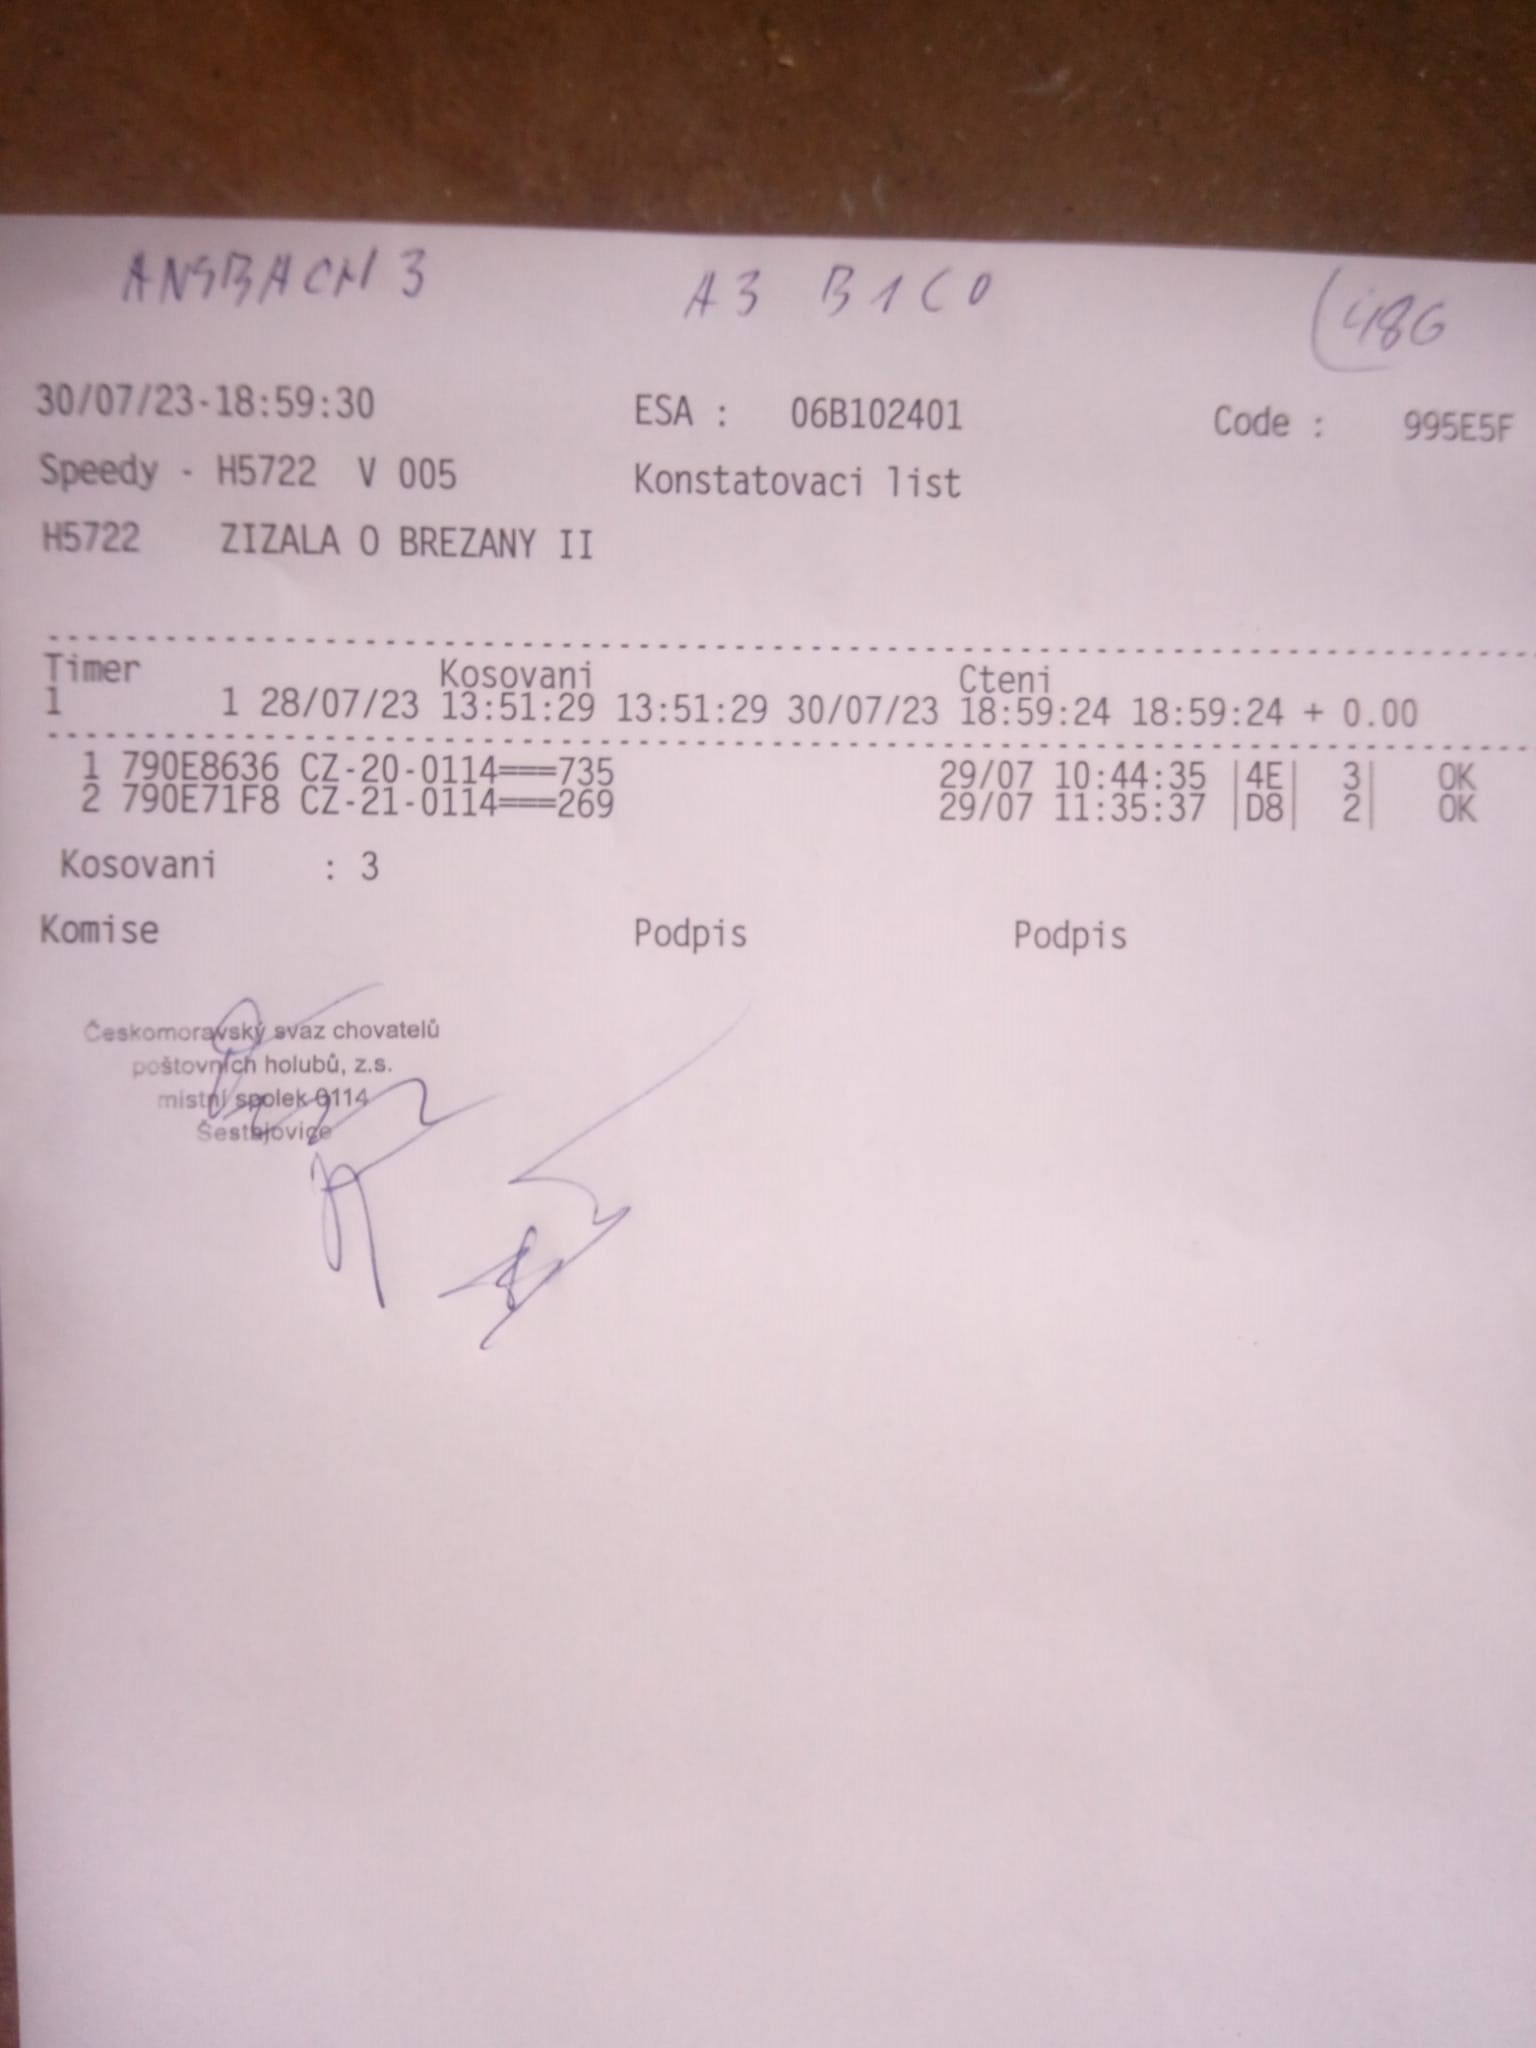 ANSBACH 3 A3 B1 C0 486
30/07/23-18:59:30 ESA : 06B102401 Code : 995E5F
Speedy - H5722 V 005 Konstatovaci list
H5722 ZIZALA O BREZANY II
Timer Kosovani Cteni
1 1 28/07/23 13:51:29 13:51:29 30/07/23 18:59:24 18:59:24 + 0.00
1 790E8636 CZ-20-0114===735 29/07 10:44:35 |4E| 3| OK
2 790E71F8 CZ-21-0114===269 29/07 11:35:37 |D8| 2| OK
Kosovani : 3
Komise Podpis Podpis
Českomoravský svaz chovatelů
poštovních holubů, z.s.
místní spolek 0114
Šestajovice